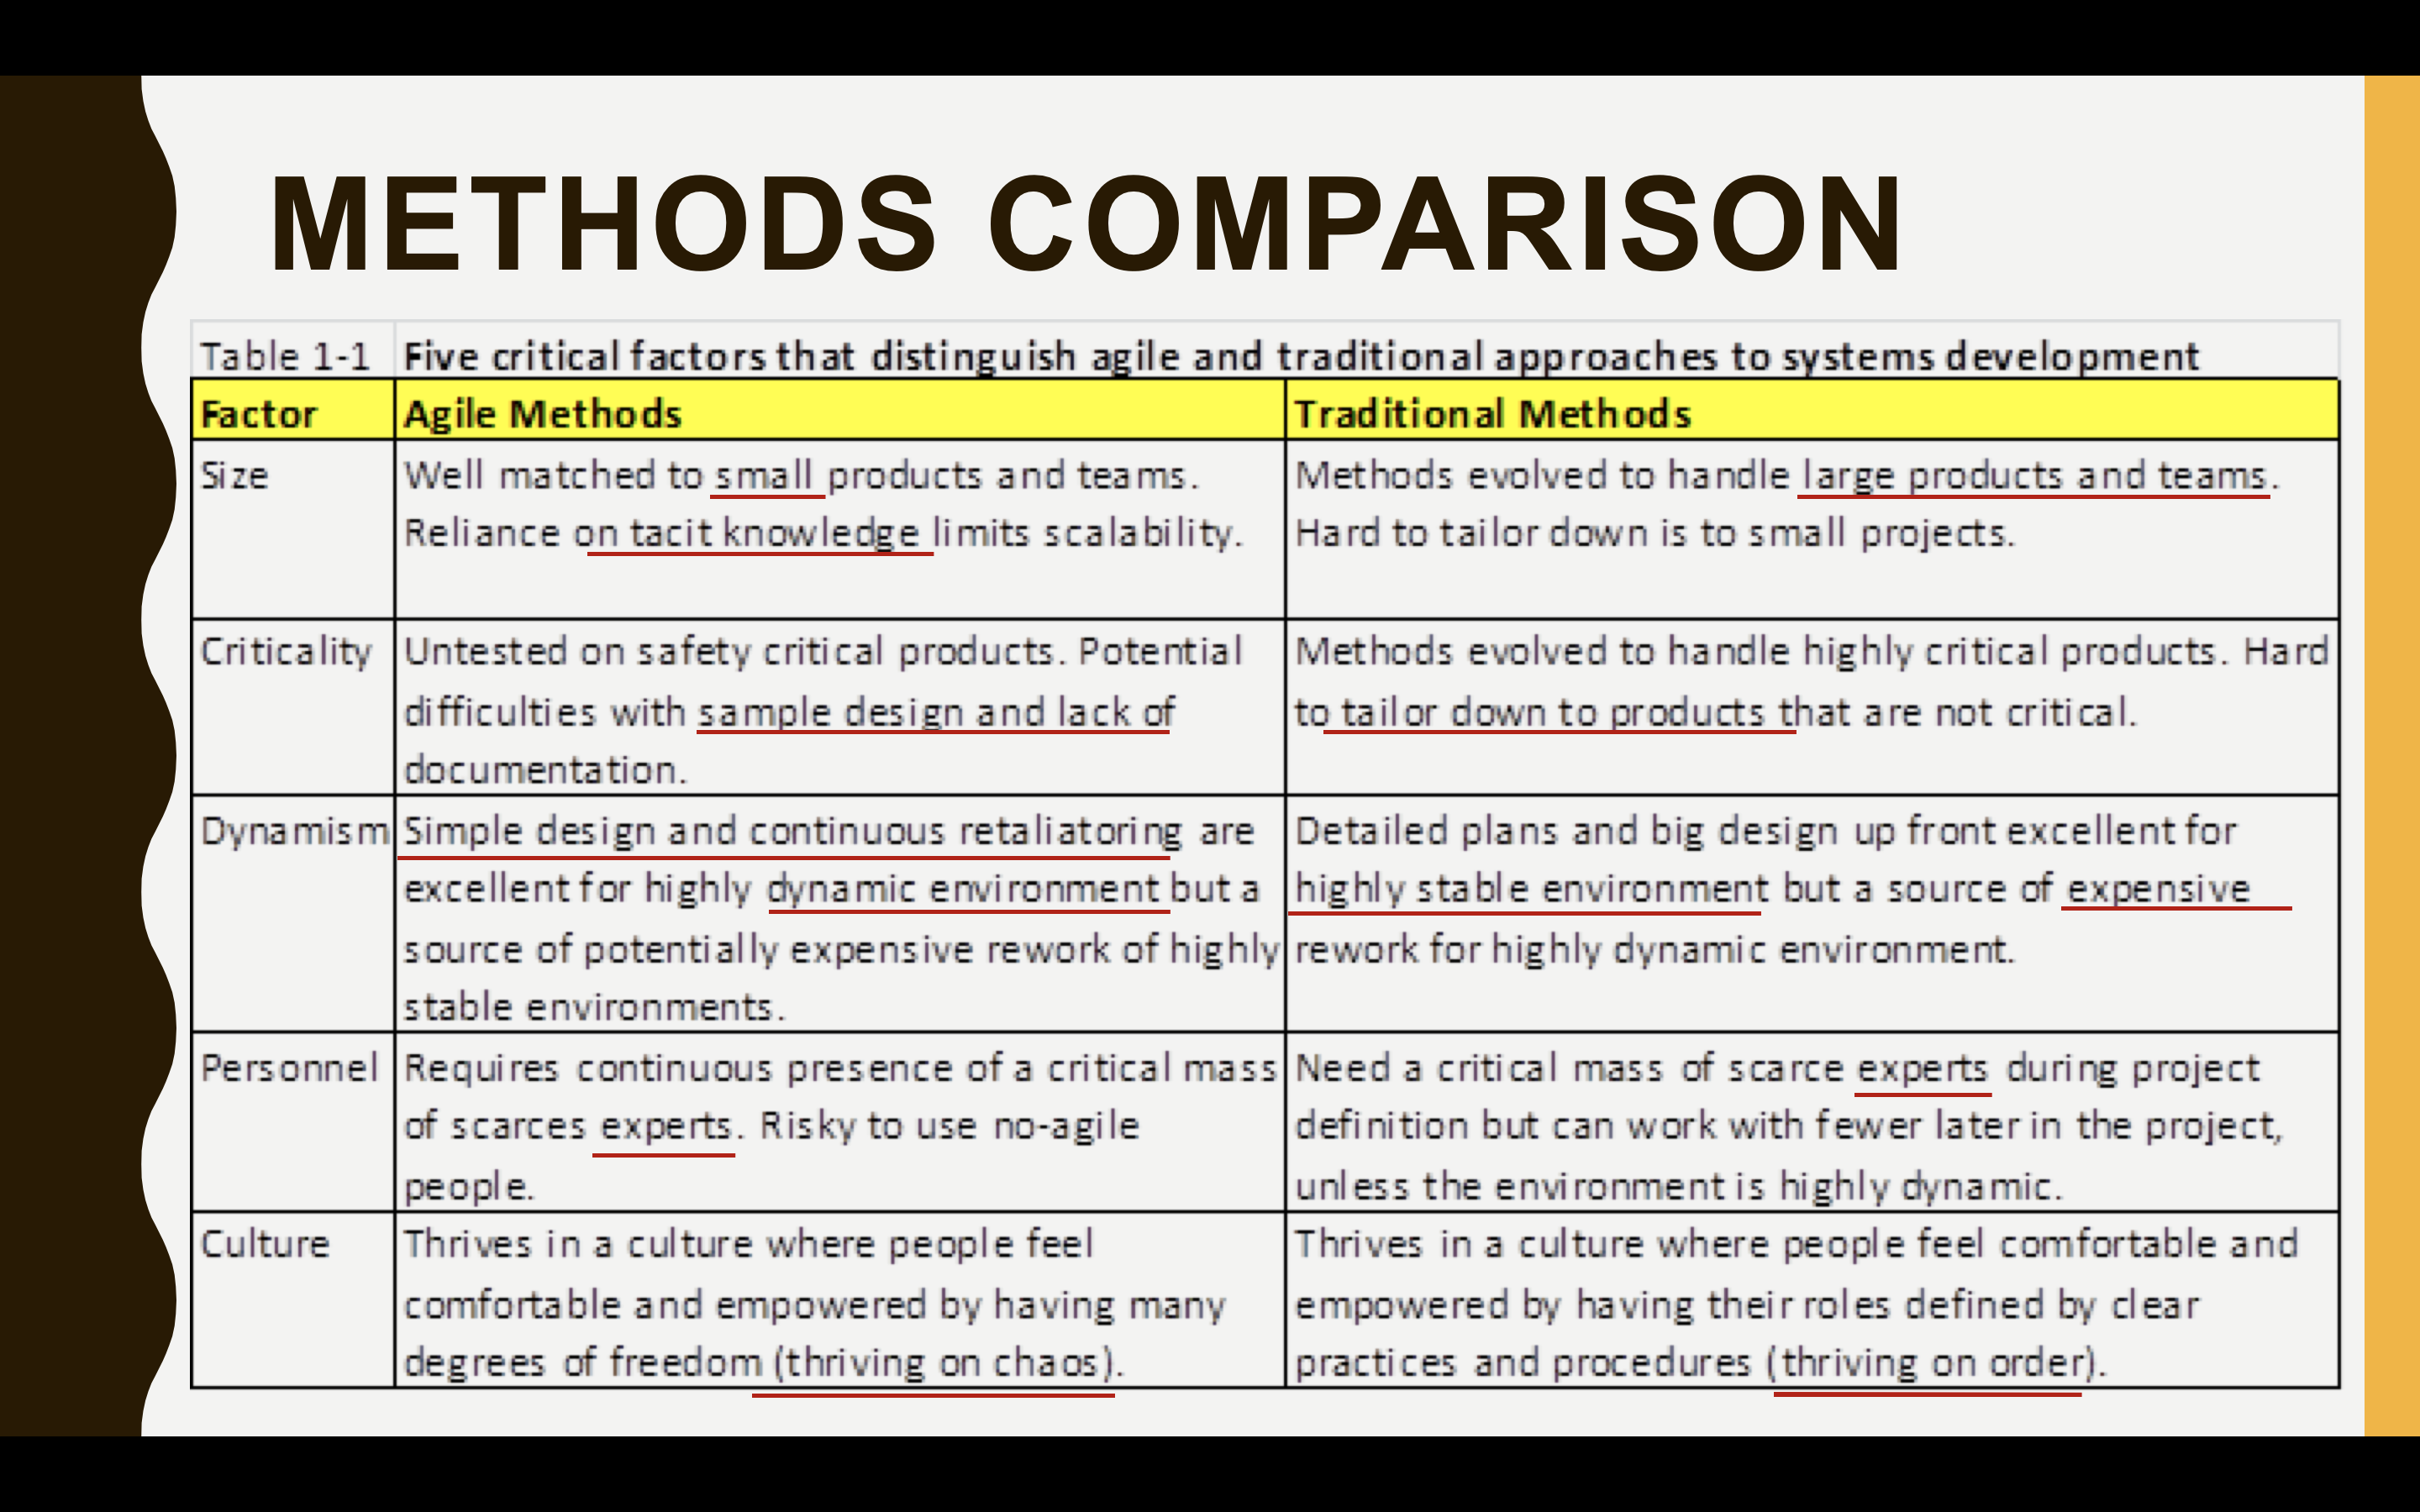 METHODS COMPARISON
Table 1-1 Five critical factors that distinguish agile and traditional approaches to systems development
Factor Agile Methods Traditional Methods
Size
Well matched to small products and teams.
Reliance on tacit knowledge limits scalability.
Methods evolved to handle large products and teams.
Hard to tailor down is to small projects.
Criticality
Untested on safety critical products. Potential
difficulties with sample design and lack of
documentation.
Methods evolved to handle highly critical products. Hard
to tailor down to products that are not critical.
Dynamism
Simple design and continuous retaliatoring are
excellent for highly dynamic environment but a
source of potentially expensive rework of highly
stable environments.
Detailed plans and big design up front excellent for
highly stable environment but a source of expensive
rework for highly dynamic environment.
Personnel
Requires continuous presence of a critical mass
of scarces experts. Risky to use no-agile
people.
Need a critical mass of scarce experts during project
definition but can work with fewer later in the project,
unless the environment is highly dynamic.
Culture
Thrives in a culture where people feel
comfortable and empowered by having many
degrees of freedom (thriving on chaos).
Thrives in a culture where people feel comfortable and
empowered by having their roles defined by clear
practices and procedures (thriving on order).